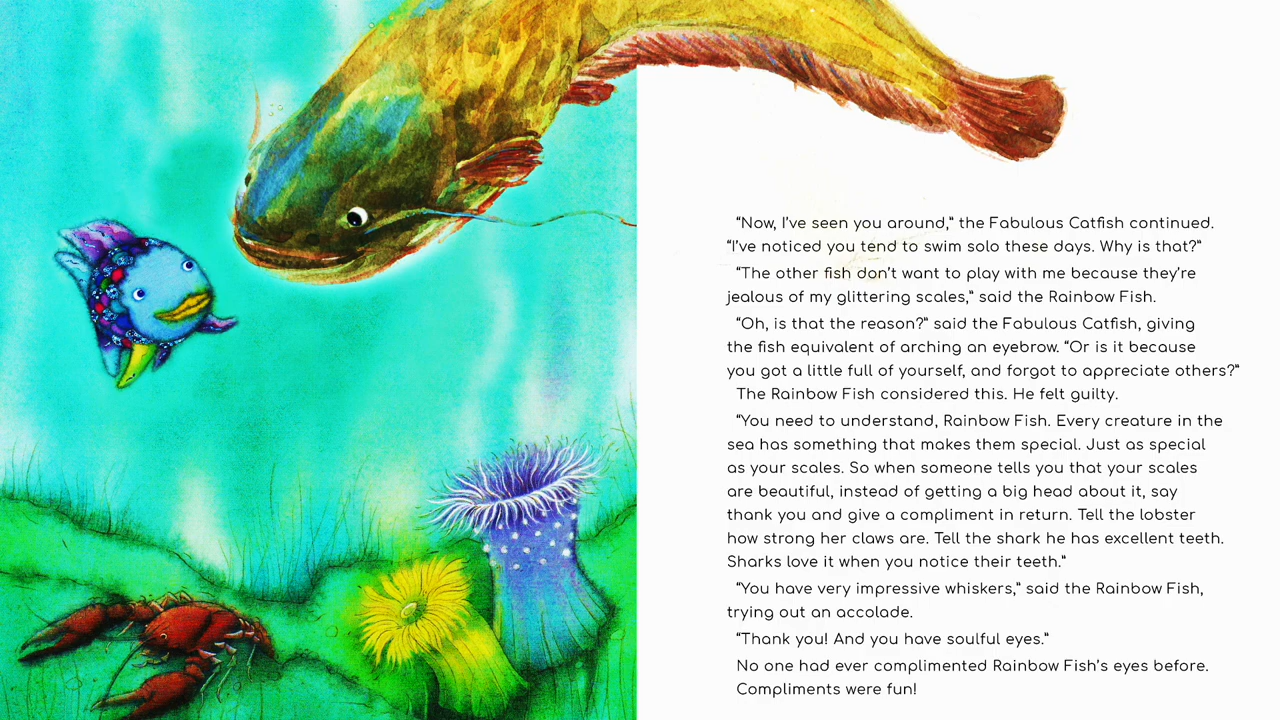 “Now, I’ve seen you around,” the Fabulous Catfish continued.
“I’ve noticed you tend to swim solo these days. Why is that?”
“The other fish don’t want to play with me because they’re
jealous of my glittering scales,” said the Rainbow Fish.
“Oh, is that the reason?” said the Fabulous Catfish, giving
the fish equivalent of arching an eyebrow. “Or is it because
you got a little full of yourself, and forgot to appreciate others?”
The Rainbow Fish considered this. He felt guilty.
“You need to understand, Rainbow Fish. Every creature in the
sea has something that makes them special. Just as special
as your scales. So when someone tells you that your scales
are beautiful, instead of getting a big head about it, say
thank you and give a compliment in return. Tell the lobster
how strong her claws are. Tell the shark he has excellent teeth.
Sharks love it when you notice their teeth.”
“You have very impressive whiskers,” said the Rainbow Fish,
trying out an accolade.
“Thank you! And you have soulful eyes.”
No one had ever complimented Rainbow Fish’s eyes before.
Compliments were fun!